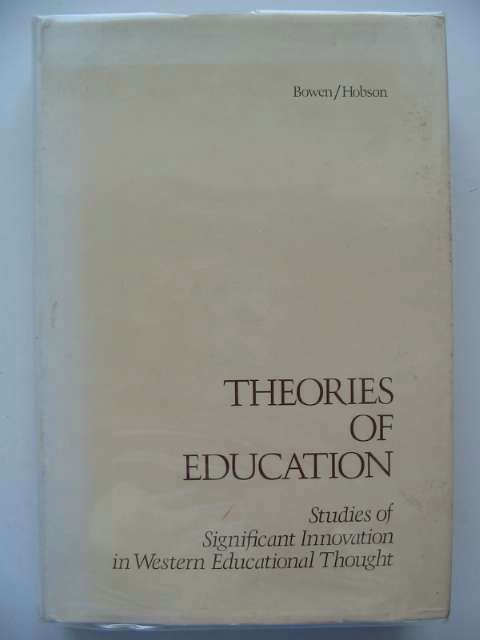 Bowen/Hobson
THEORIES
OF
EDUCATION
Studies of
Significant Innovation
in Western Educational Thought